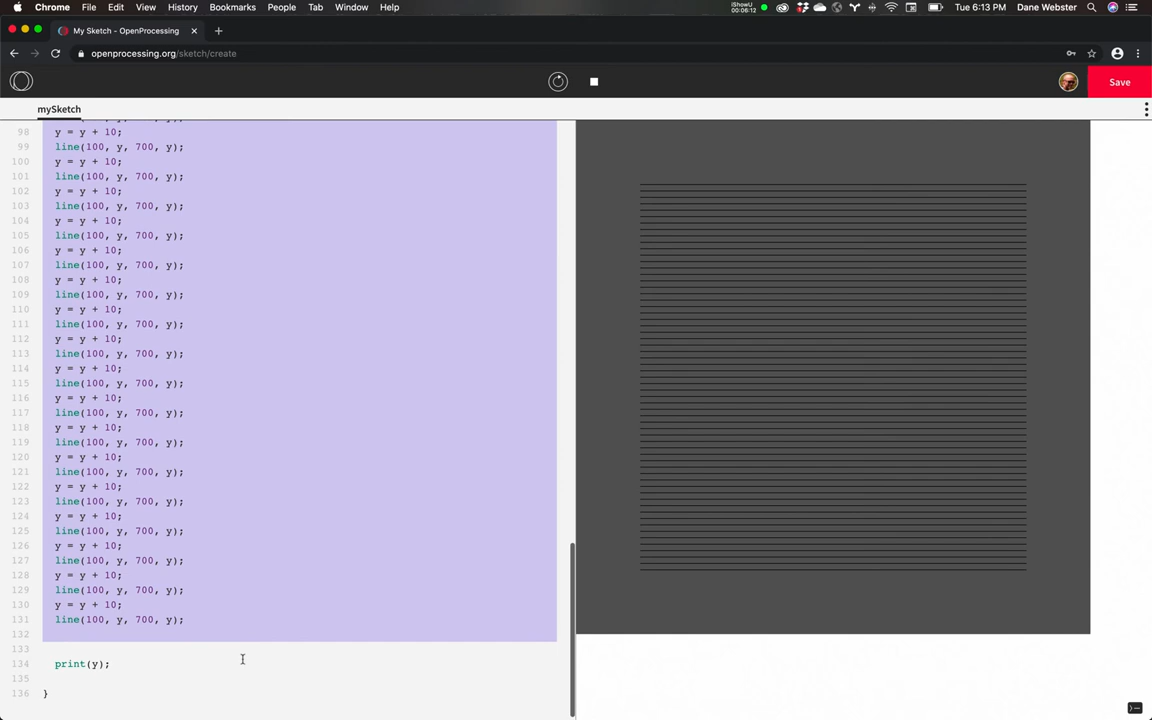 Chrome File Edit View History Bookmarks People Tab Window Help iShowU 00:06:12 Tue 6:13 PM Dane Webster
My Sketch - OpenProcessing
openprocessing.org/sketch/create
Save
mySketch
98 y = y + 10;
99 line(100, y, 700, y);
100 y = y + 10;
101 line(100, y, 700, y);
102 y = y + 10;
103 line(100, y, 700, y);
104 y = y + 10;
105 line(100, y, 700, y);
106 y = y + 10;
107 line(100, y, 700, y);
108 y = y + 10;
109 line(100, y, 700, y);
110 y = y + 10;
111 line(100, y, 700, y);
112 y = y + 10;
113 line(100, y, 700, y);
114 y = y + 10;
115 line(100, y, 700, y);
116 y = y + 10;
117 line(100, y, 700, y);
118 y = y + 10;
119 line(100, y, 700, y);
120 y = y + 10;
121 line(100, y, 700, y);
122 y = y + 10;
123 line(100, y, 700, y);
124 y = y + 10;
125 line(100, y, 700, y);
126 y = y + 10;
127 line(100, y, 700, y);
128 y = y + 10;
129 line(100, y, 700, y);
130 y = y + 10;
131 line(100, y, 700, y);
132
133
134 print(y);
135
136 }